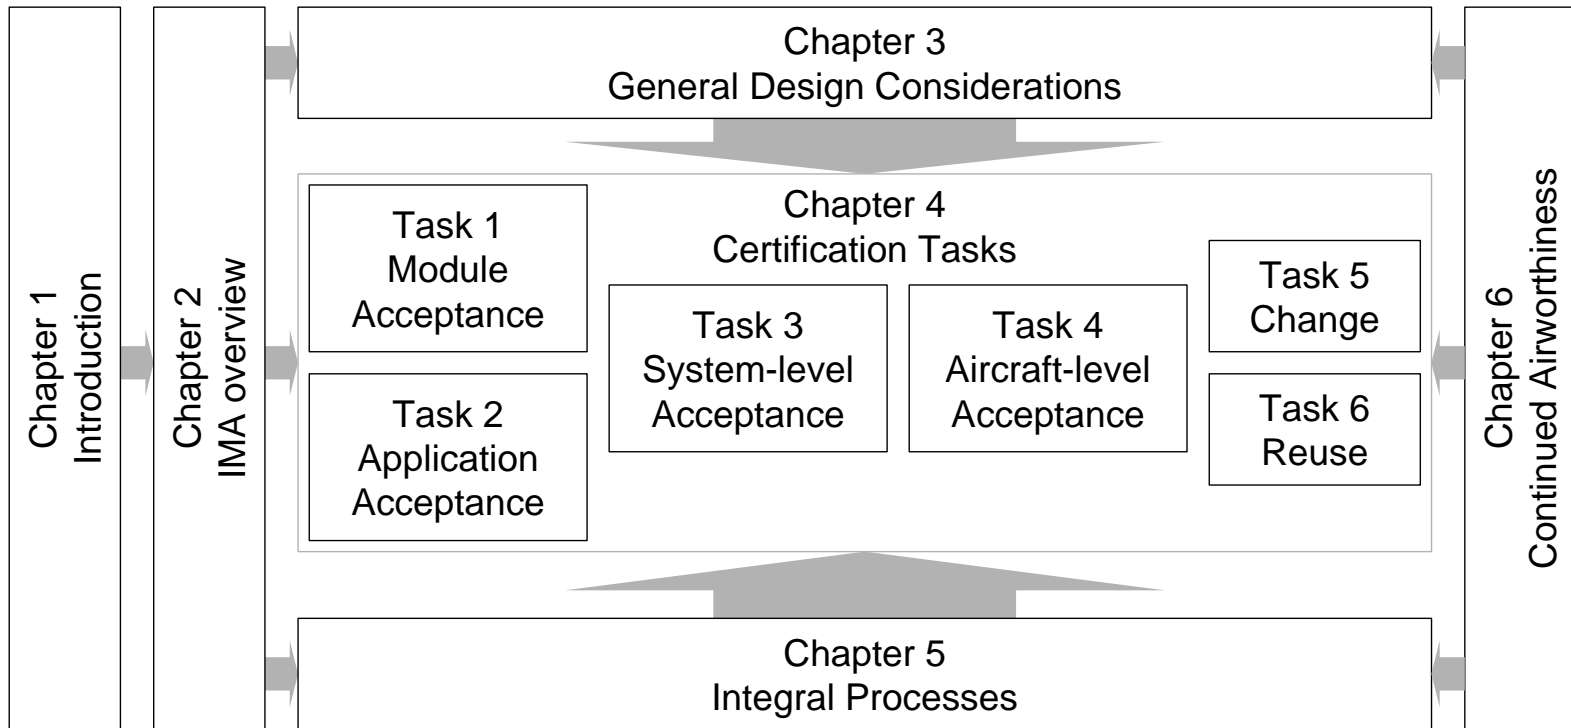 Chapter 1
Introduction
Chapter 2
IMA overview
Chapter 3
General Design Considerations
Chapter 4
Certification Tasks
Task 1
Module
Acceptance
Task 2
Application
Acceptance
Task 3
System-level
Acceptance
Task 4
Aircraft-level
Acceptance
Task 5
Change
Task 6
Reuse
Chapter 5
Integral Processes
Chapter 6
Continued Airworthiness